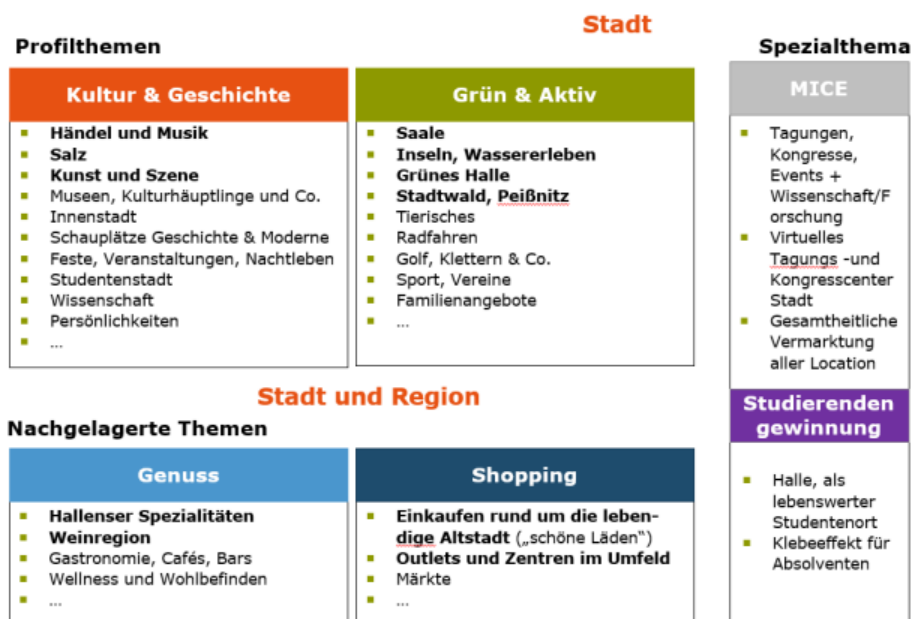 Stadt
Profilthemen
Kultur & Geschichte
Händel und Musik
Salz
Kunst und Szene
Museen, Kulturhäuptlinge und Co.
Innenstadt
Schauplätze Geschichte & Moderne
Feste, Veranstaltungen, Nachtleben
Studentenstadt
Wissenschaft
Persönlichkeiten
...
Grün & Aktiv
Saale
Inseln, Wassererleben
Grünes Halle
Stadtwald, Peißnitz
Tierisches
Radfahren
Golf, Klettern & Co.
Sport, Vereine
Familienangebote
...
Spezialthema
MICE
Tagungen,
Kongresse,
Events +
Wissenschaft/F
orschung
Virtuelles
Tagungs -und
Kongresscenter
Stadt
Gesamtheitliche
Vermarktung
aller Location
Studierenden
gewinnung
Halle, als
lebenswerter
Studentenort
Klebeeffekt für
Absolventen
Stadt und Region
Nachgelagerte Themen
Genuss
Hallenser Spezialitäten
Weinregion
Gastronomie, Cafés, Bars
Wellness und Wohlbefinden
...
Shopping
Einkaufen rund um die leben-
dige Altstadt („schöne Läden“)
Outlets und Zentren im Umfeld
Märkte
...